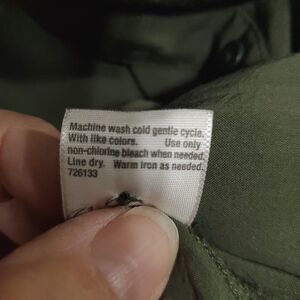 Machine wash cold gentle cycle.
With like colors. Use only
non-chlorine bleach when needed.
Line dry. Warm iron as needed.
726133